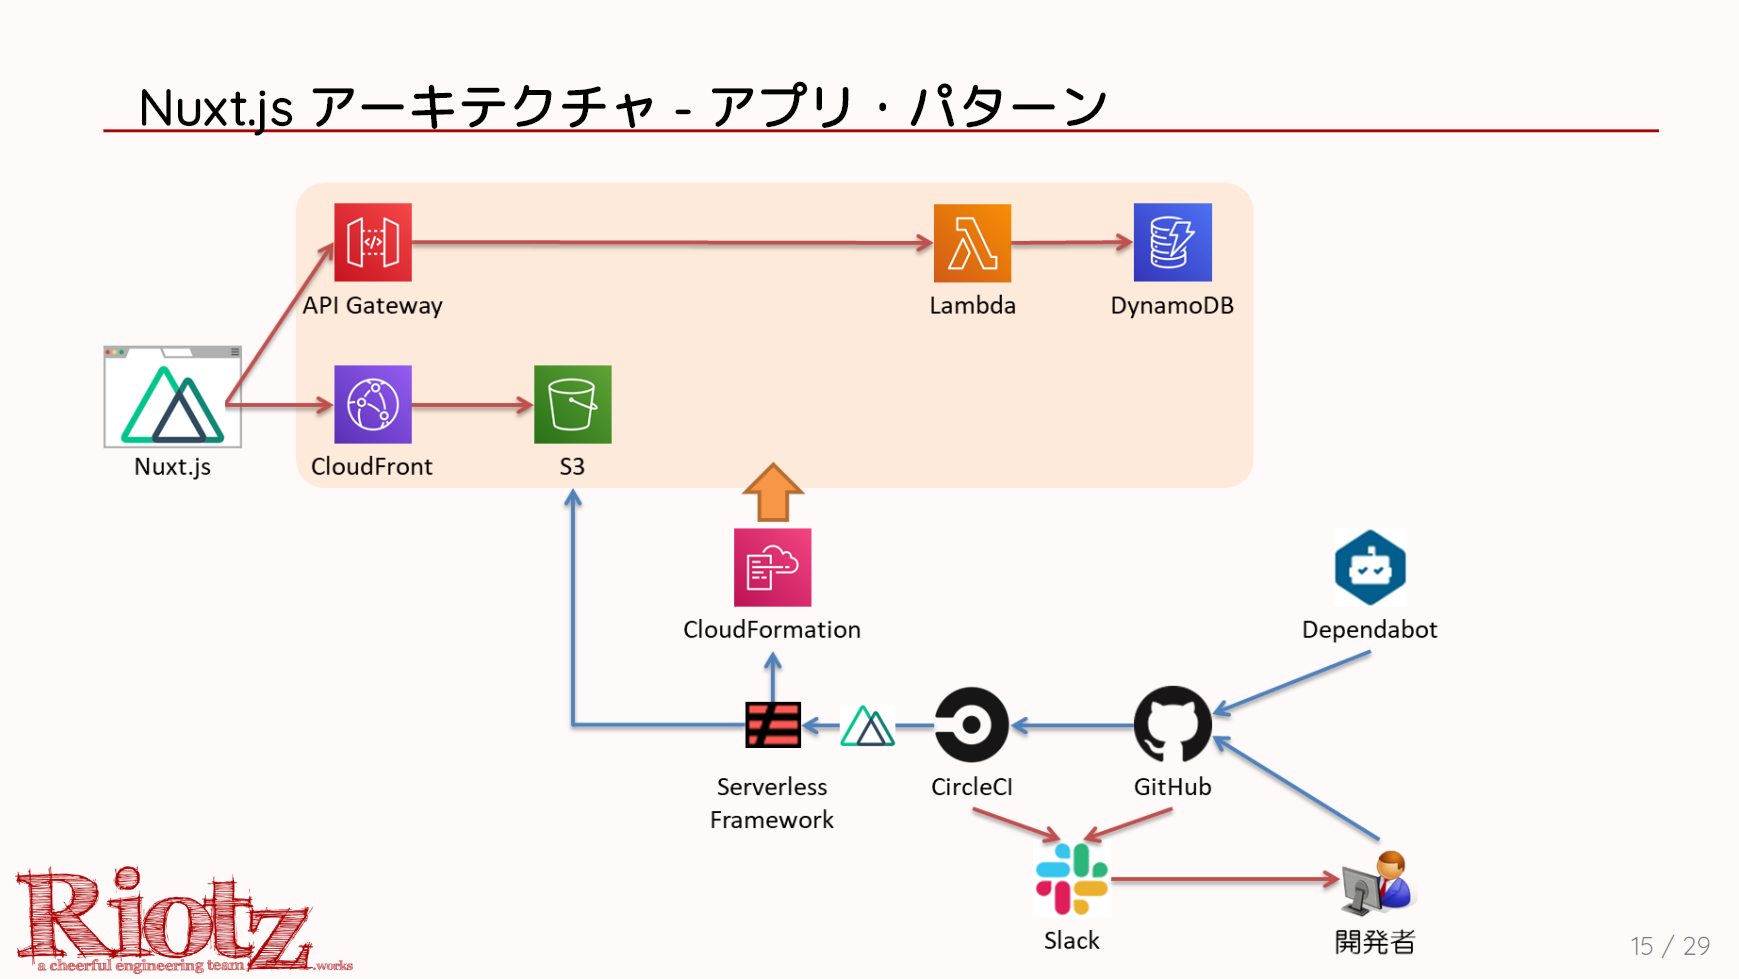 Nuxt.js アーキテクチャ - アプリ・パターン
API Gateway
Lambda
DynamoDB
Nuxt.js
CloudFront
S3
CloudFormation
Dependabot
Serverless
Framework
CircleCI
GitHub
Slack
開発者
Riotz
a cheerful engineering team
.works
15 / 29